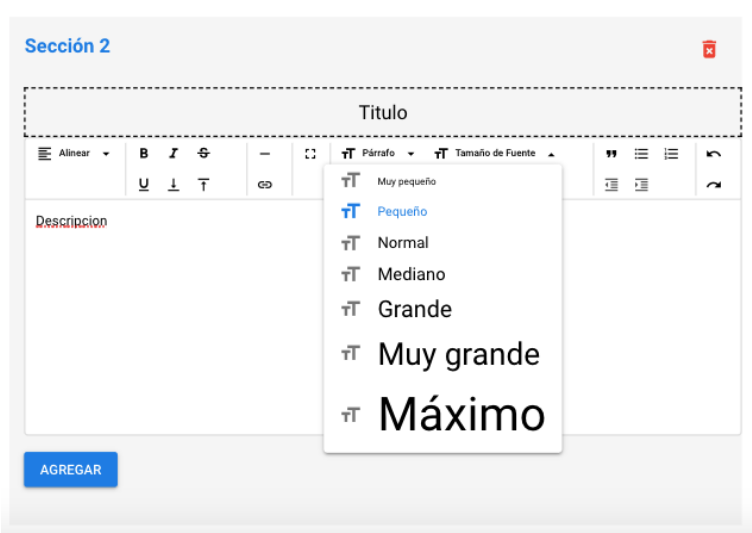 Sección 2
Titulo
Alinear B I S Párrafo Tamaño de Fuente
U
Descripcion
Muy pequeño
Pequeño
Normal
Mediano
Grande
Muy grande
Máximo
AGREGAR